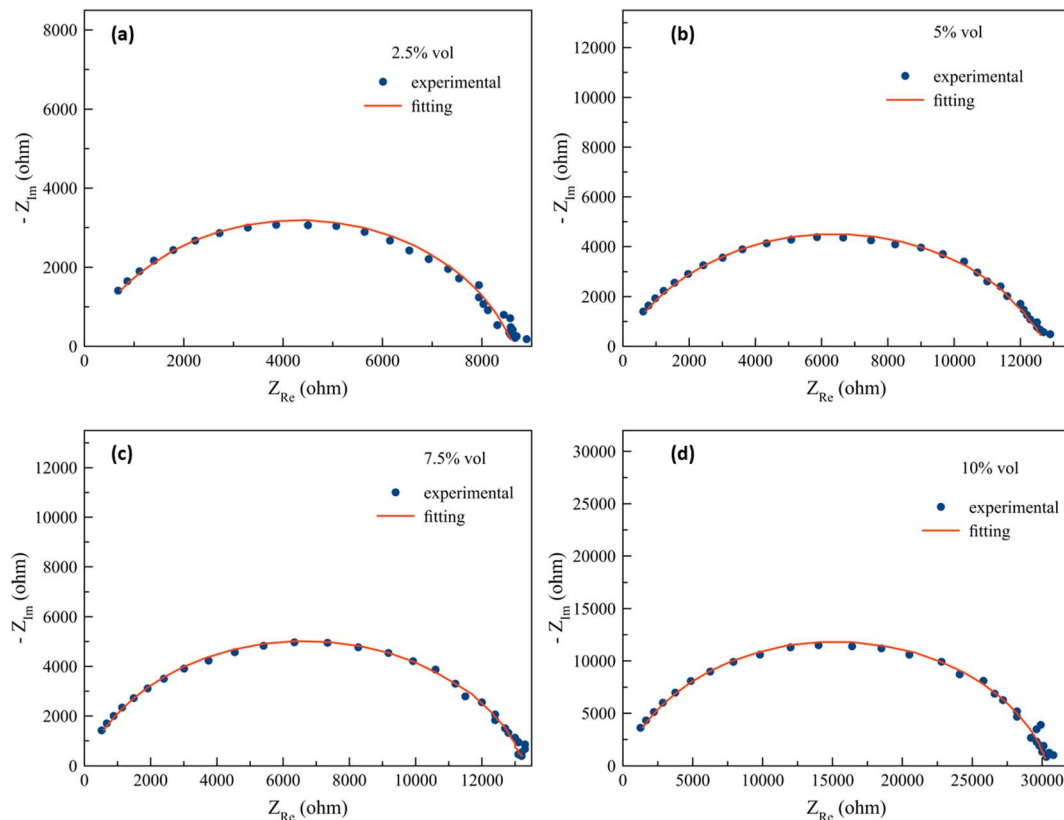 (a)
2.5% vol
experimental
fitting
8000
6000
4000
2000
0
- Z_Im (ohm)
0 2000 4000 6000 8000
Z_Re (ohm)
(b)
5% vol
experimental
fitting
12000
10000
8000
6000
4000
2000
0
- Z_Im (ohm)
0 2000 4000 6000 8000 10000 12000
Z_Re (ohm)
(c)
7.5% vol
experimental
fitting
12000
10000
8000
6000
4000
2000
0
- Z_Im (ohm)
0 2000 4000 6000 8000 10000 12000
Z_Re (ohm)
(d)
10% vol
experimental
fitting
30000
25000
20000
15000
10000
5000
0
- Z_Im (ohm)
0 5000 10000 15000 20000 25000 30000
Z_Re (ohm)